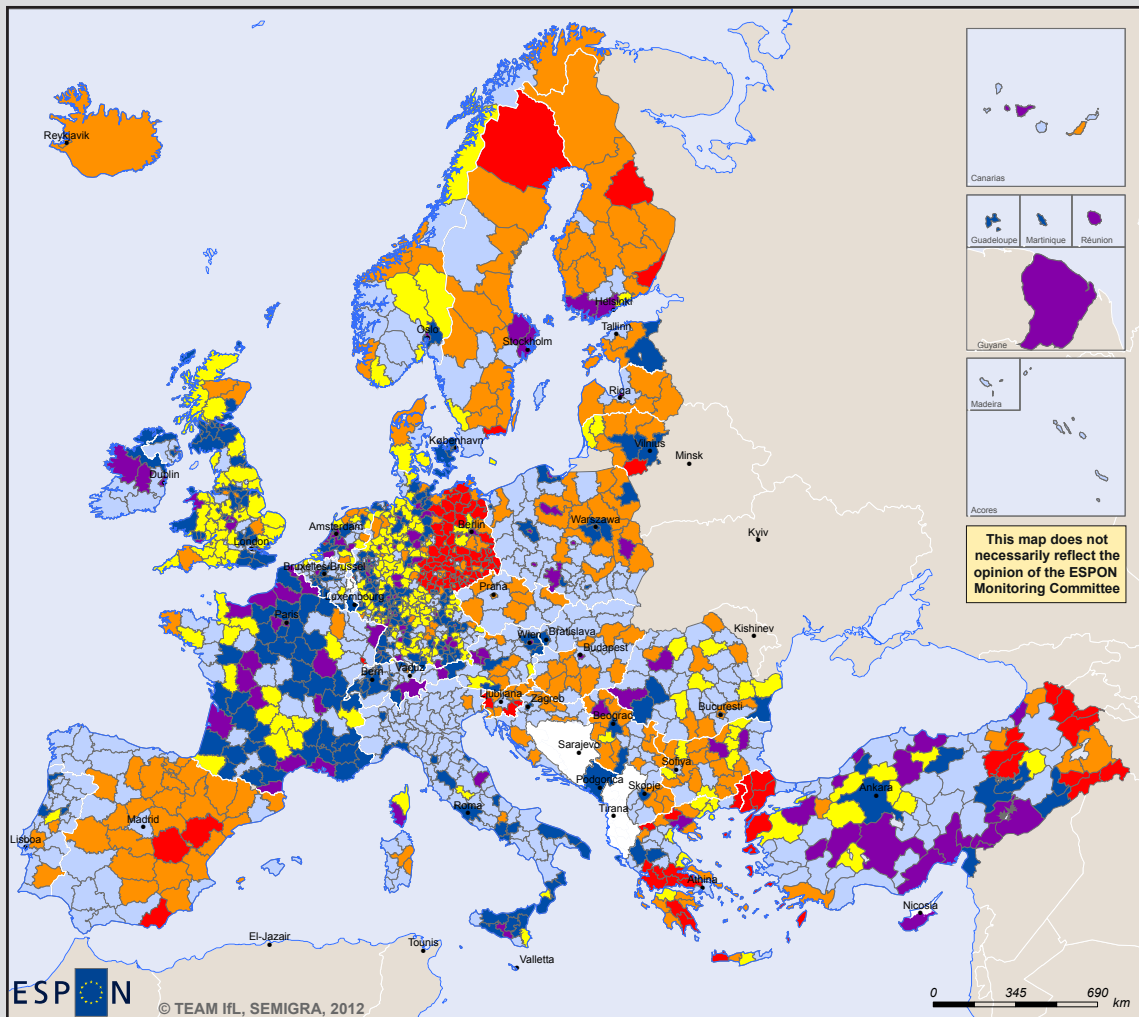 Reykjavik
Canarias
Guadeloupe
Martinique
Réunion
Guyane
Helsinki
Oslo
Tallinn
Stockholm
Madeira
Riga
København
Vilnius
Minsk
Dublin
Acores
Berlin
Warszawa
Amsterdam
London
Kyiv
This map does not
necessarily reflect the
opinion of the ESPON
Monitoring Committee
Bruxelles/Brussel
Praha
Luxembourg
Paris
Kishinev
Wien
Bratislava
Budapest
Bern
Vaduz
Ljubljana
Zagreb
Bucuresti
Beograd
Sarajevo
Sofiya
Podgorica
Skopje
Ankara
Roma
Tirana
Madrid
Lisboa
Athina
Nicosia
El-Jazair
Tounis
Valletta
ESPON
© TEAM IfL, SEMIGRA, 2012
0 345 690
km